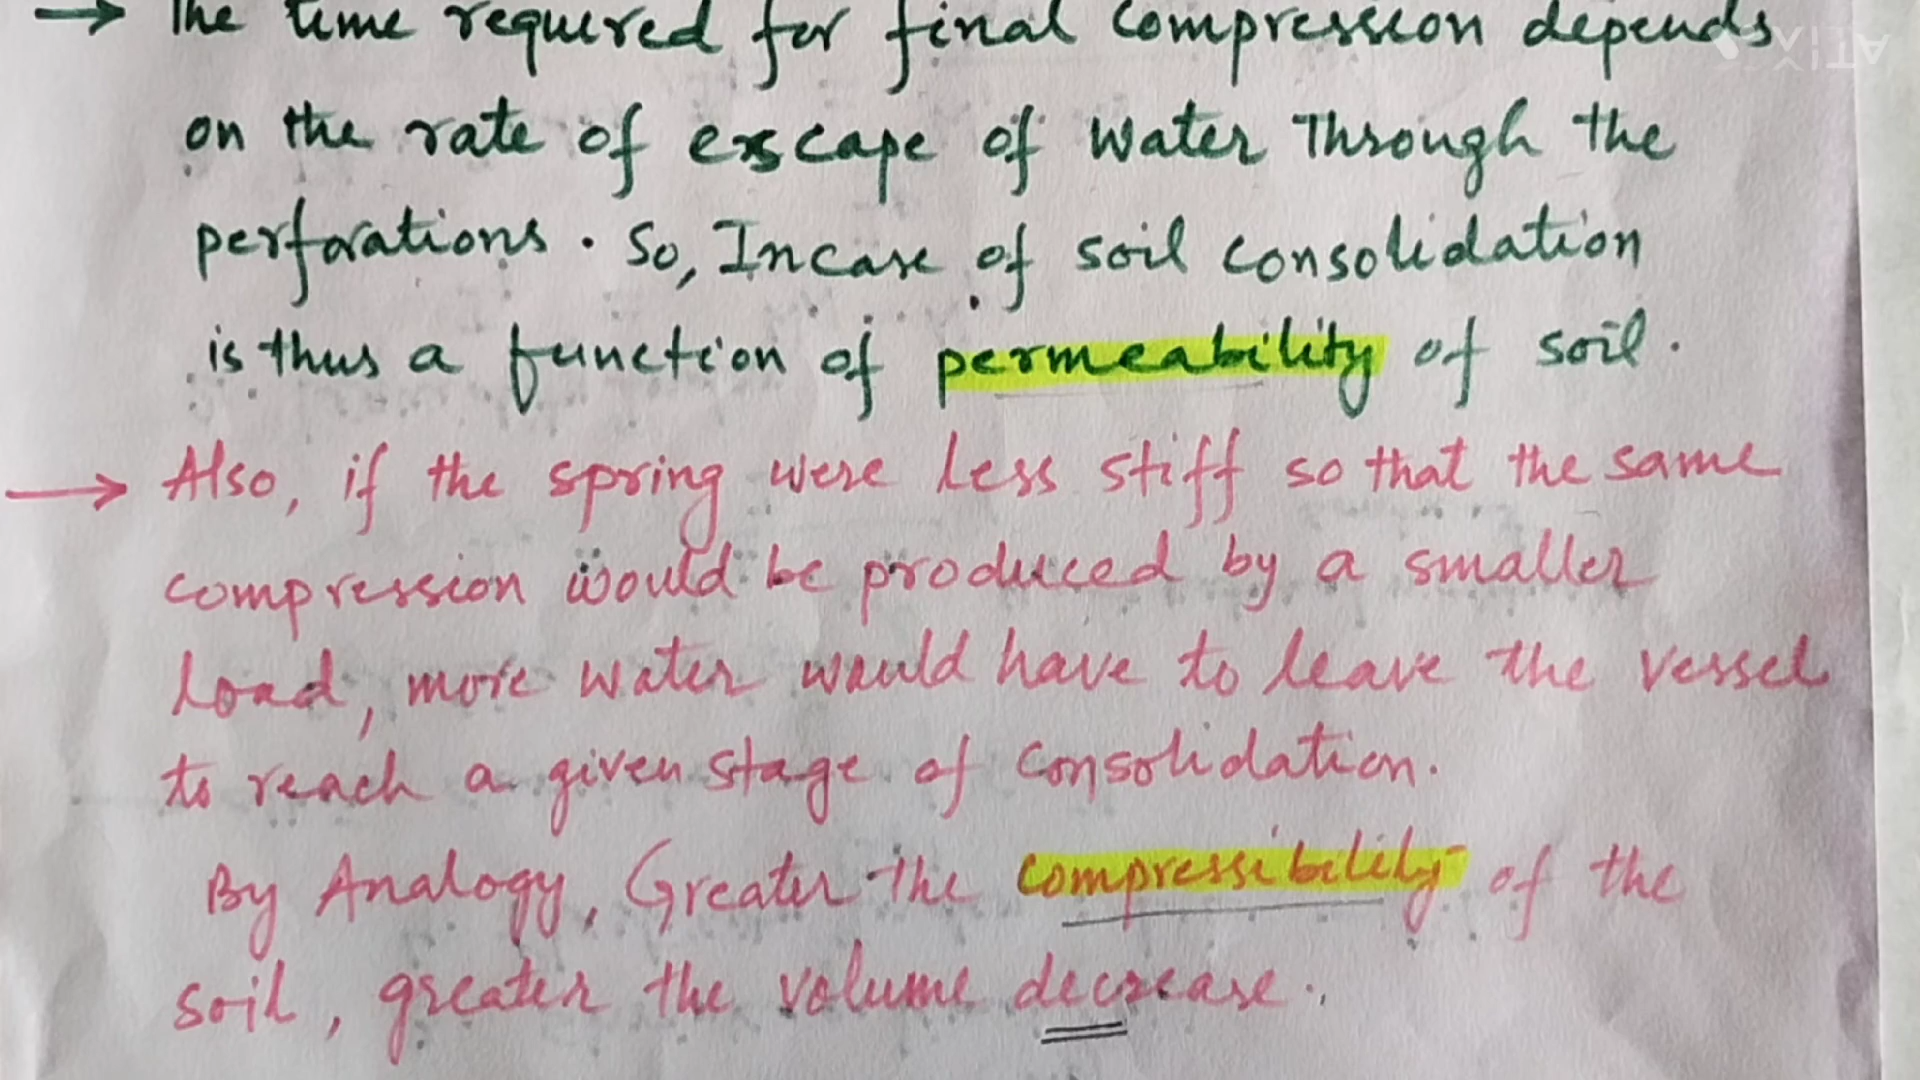 → The time required for final compression depends
on the rate of escape of water Through the
perforations. So, Incase of soil consolidation
is thus a function of permeability of soil.
→ Also, if the spring were less stiff so that the same
compression would be produced by a smaller
load, more water would have to leave the vessel
to reach a given stage of consolidation.
By Analogy, Greater the compressibility of the
soil, greater the volume decrease.